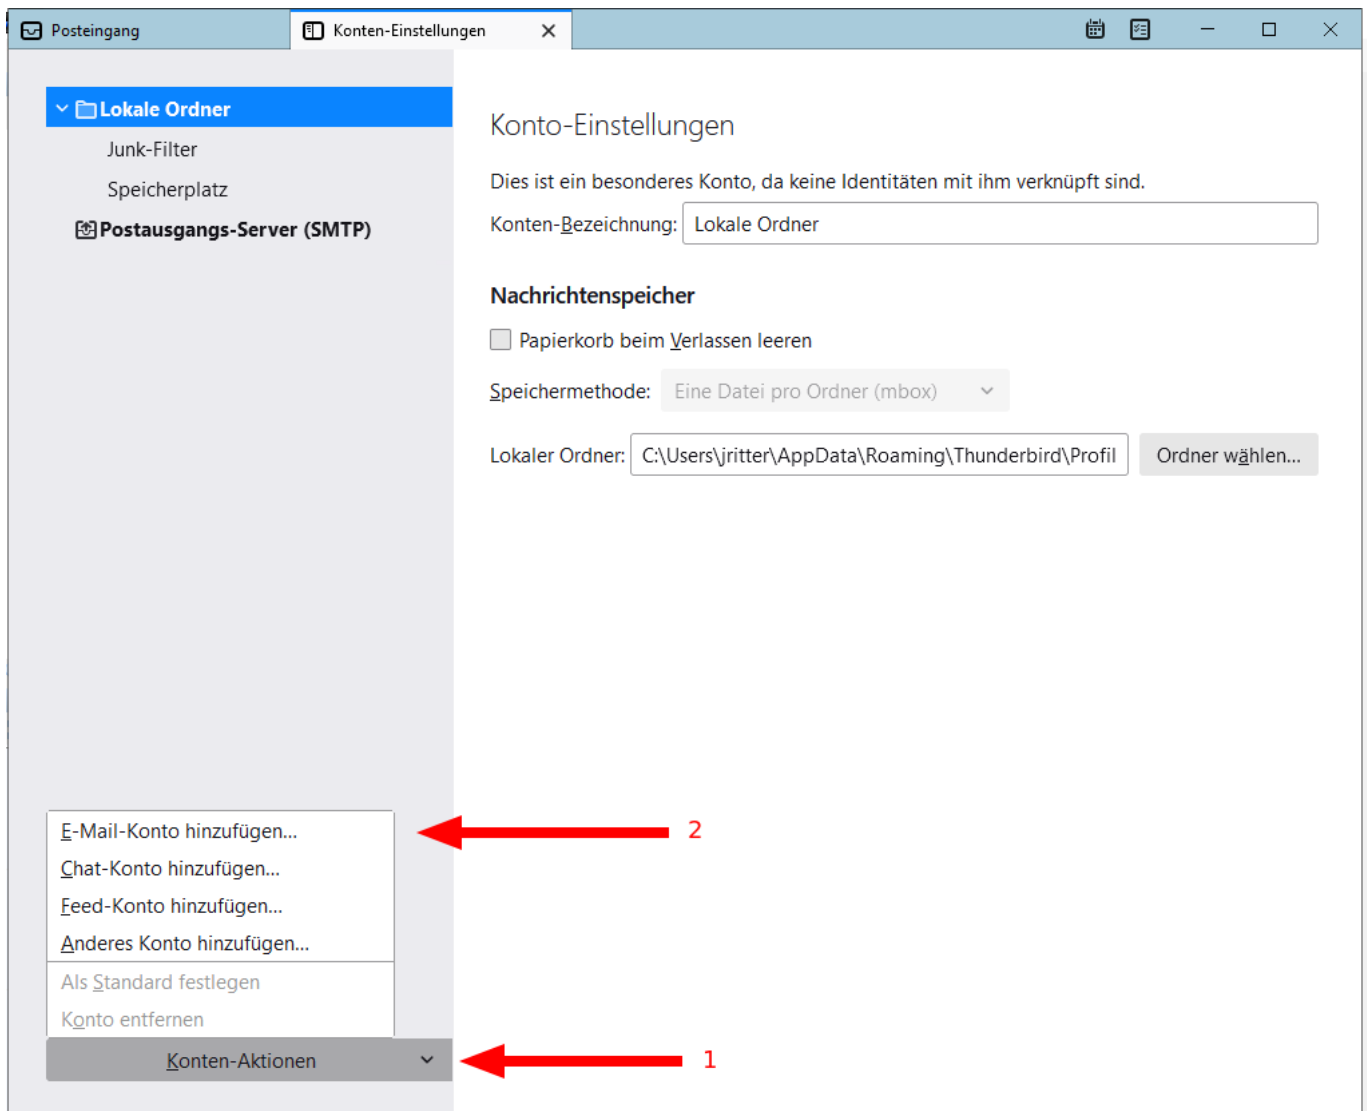 Posteingang
Konten-Einstellungen
Lokale Ordner
Junk-Filter
Speicherplatz
Postausgangs-Server (SMTP)
Konto-Einstellungen
Dies ist ein besonderes Konto, da keine Identitäten mit ihm verknüpft sind.
Konten-Bezeichnung: Lokale Ordner
Nachrichtenspeicher
Papierkorb beim Verlassen leeren
Speichermethode: Eine Datei pro Ordner (mbox)
Lokaler Ordner: C:\Users\jritter\AppData\Roaming\Thunderbird\Profil Ordner wählen...
E-Mail-Konto hinzufügen... 2
Chat-Konto hinzufügen...
Feed-Konto hinzufügen...
Anderes Konto hinzufügen...
Als Standard festlegen
Konto entfernen
Konten-Aktionen 1